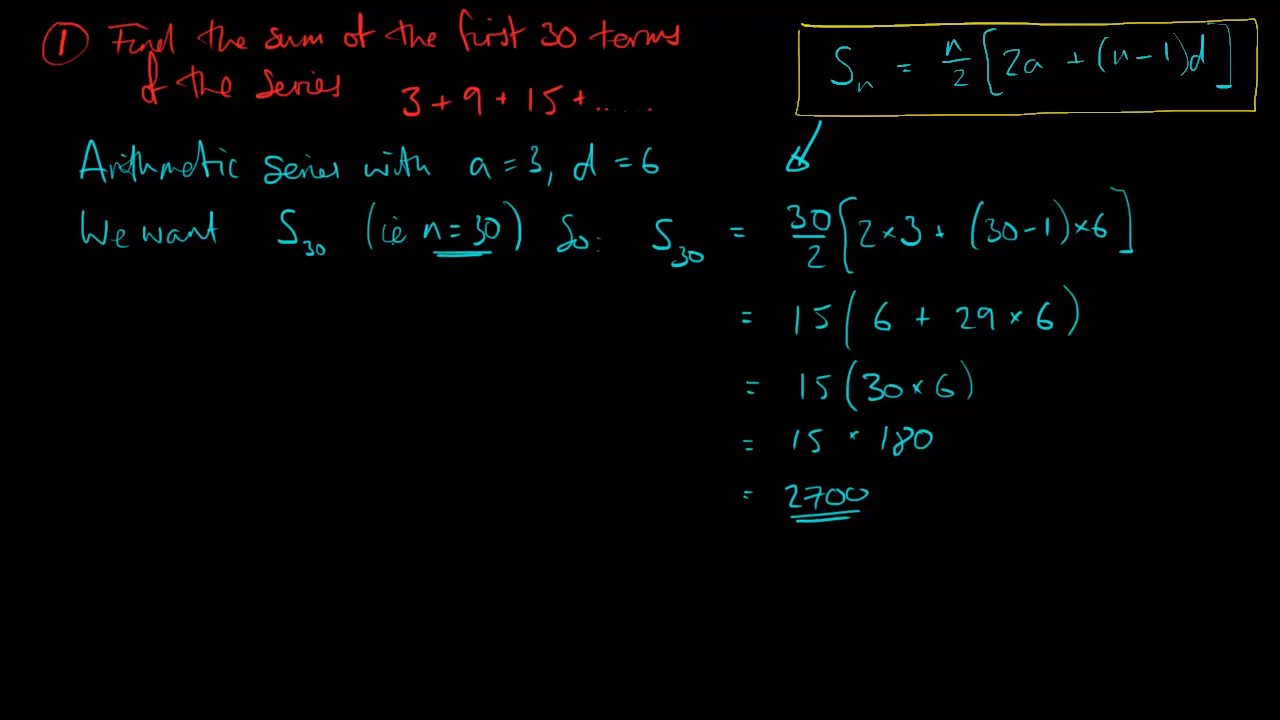 ① Find the sum of the first 30 terms
of the series 3 + 9 + 15 + ......
Sn = n/2 [2a + (n - 1)d]
Arithmetic series with a = 3, d = 6
We want S30 (ie n = 30) So: S30 = 30/2 [2 × 3 + (30 - 1) × 6]
= 15(6 + 29 × 6)
= 15(30 × 6)
= 15 × 180
= 2700